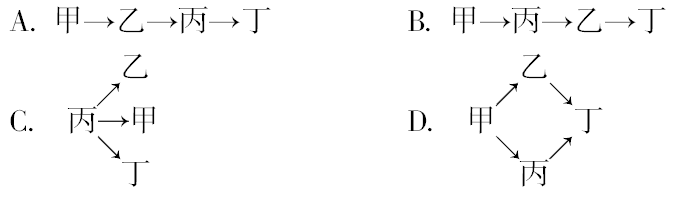 A. 甲→乙→丙→丁
B. 甲→丙→乙→丁
乙
C. 丙→甲
丁
乙
D. 甲 丁
丙